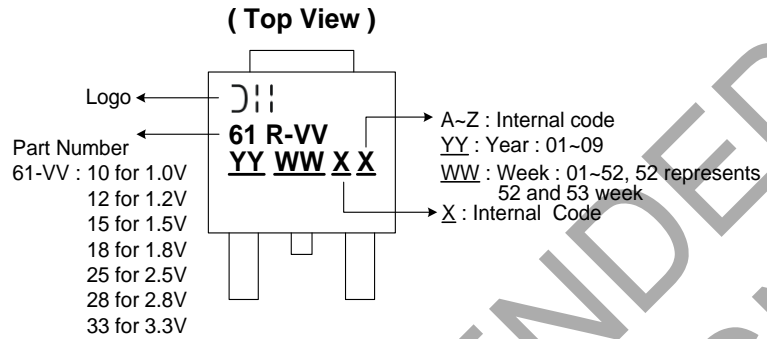 ( Top View )
Logo
61 R-VV
YY WW X X
Part Number
61-VV : 10 for 1.0V
12 for 1.2V
15 for 1.5V
18 for 1.8V
25 for 2.5V
28 for 2.8V
33 for 3.3V
A~Z : Internal code
YY : Year : 01~09
WW : Week : 01~52, 52 represents
52 and 53 week
X : Internal Code